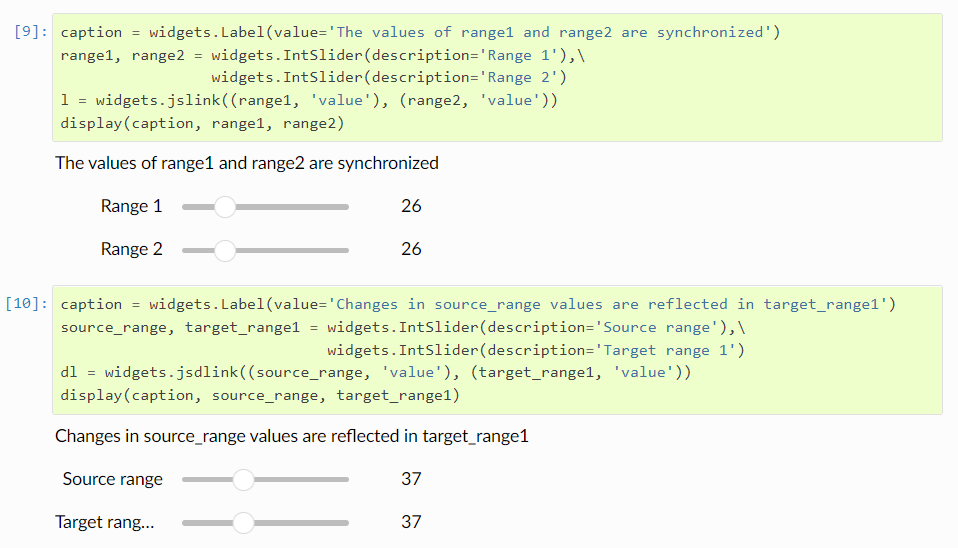 [9]: caption = widgets.Label(value='The values of range1 and range2 are synchronized')
range1, range2 = widgets.IntSlider(description='Range 1'),\
widgets.IntSlider(description='Range 2')
l = widgets.jslink((range1, 'value'), (range2, 'value'))
display(caption, range1, range2)
The values of range1 and range2 are synchronized
Range 1 26
Range 2 26
[10]: caption = widgets.Label(value='Changes in source_range values are reflected in target_range1')
source_range, target_range1 = widgets.IntSlider(description='Source range'),\
widgets.IntSlider(description='Target range 1')
dl = widgets.jsdlink((source_range, 'value'), (target_range1, 'value'))
display(caption, source_range, target_range1)
Changes in source_range values are reflected in target_range1
Source range 37
Target rang... 37